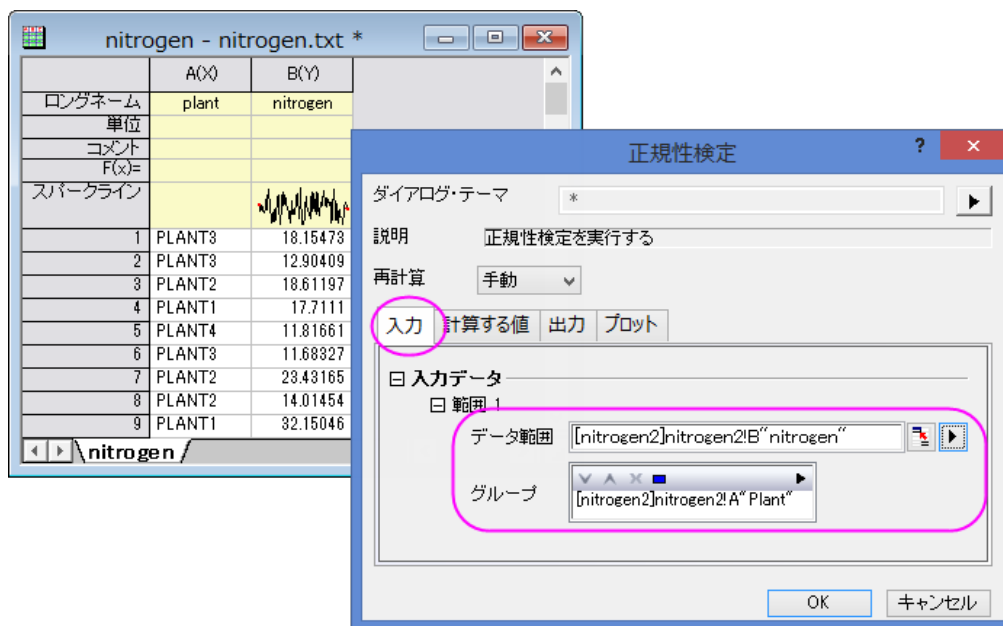 nitrogen - nitrogen.txt *
A(X) B(Y)
ロングネーム plant nitrogen
単位
コメント
F(x)=
スパークライン
1 PLANT3 18.15473
2 PLANT3 12.90409
3 PLANT2 18.61197
4 PLANT1 17.7111
5 PLANT4 11.81661
6 PLANT3 11.68327
7 PLANT2 23.43165
8 PLANT2 14.01454
9 PLANT1 32.15046
nitrogen
正規性検定
?
ダイアログ・テーマ *
説明 正規性検定を実行する
再計算 手動
入力 計算する値 出力 プロット
入力データ
範囲 1
データ範囲 [nitrogen2]nitrogen2!B"nitrogen"
グループ [nitrogen2]nitrogen2!A"Plant"
OK キャンセル